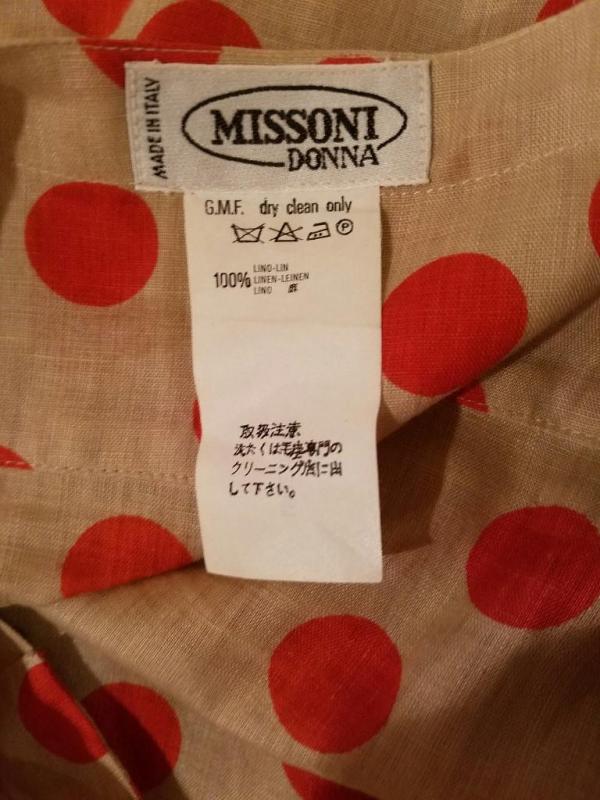 MADE IN ITALY
MISSONI
DONNA
G.M.F. dry clean only
P
100% LINO-LIN
LINEN-LEINEN
LINO 麻
取扱注意
洗たくは毛皮専門の
クリーニング店に出
して下さい。